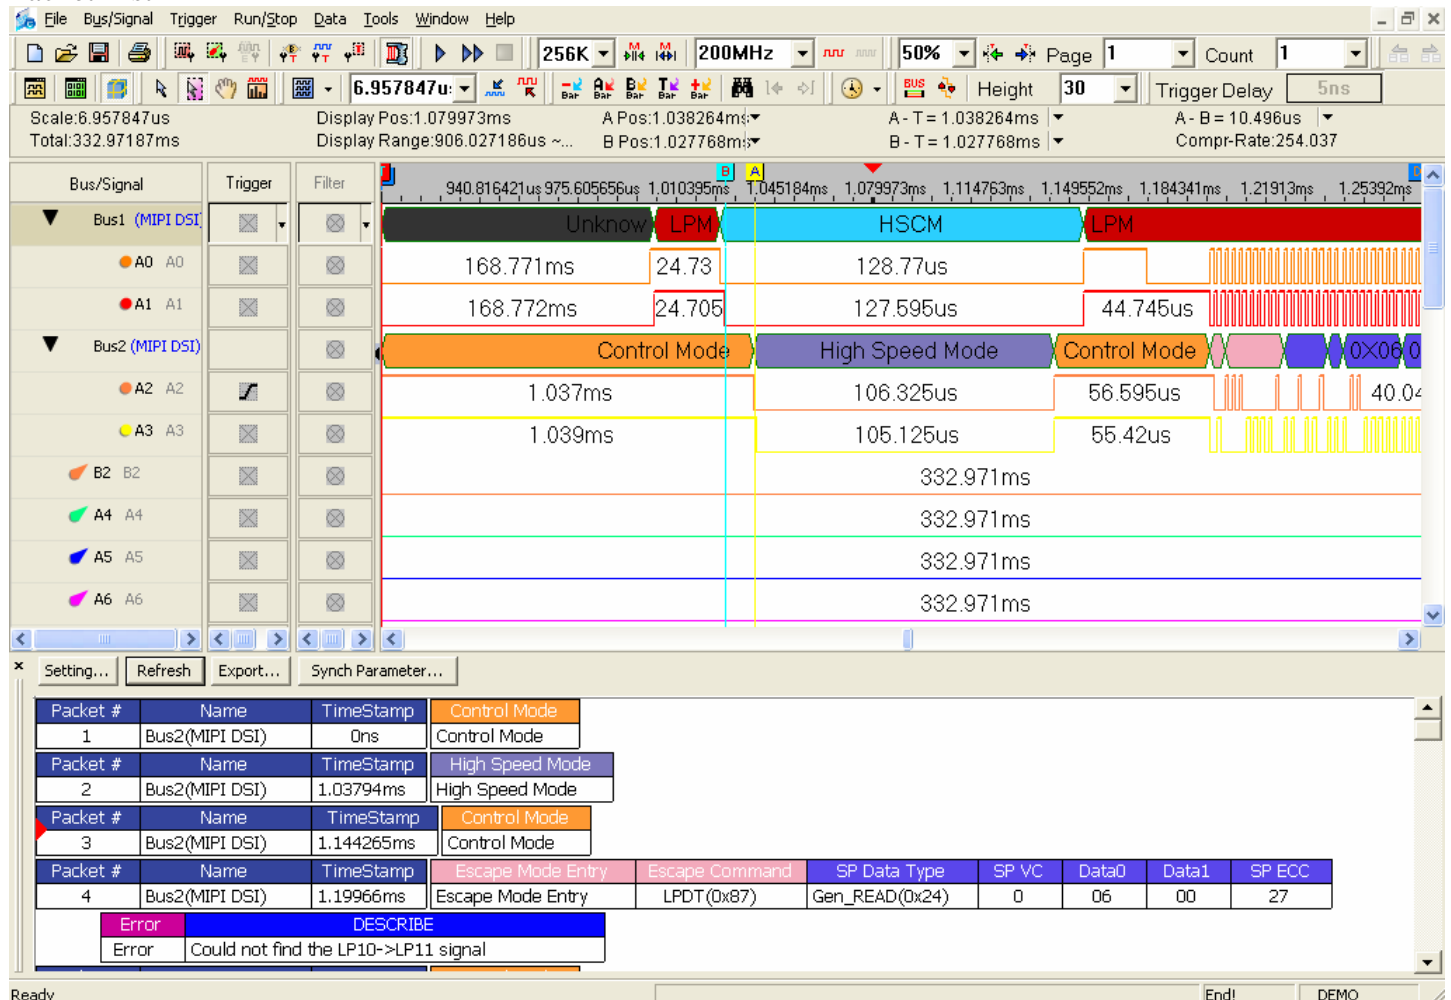 File Bus/Signal Trigger Run/Stop Data Tools Window Help
256K 200MHz 50% Page 1 Count 1
6.957847u: Bar Bar Bar Bar Bar BUS Height 30 Trigger Delay 5ns
Scale:6.957847us Display Pos:1.079973ms A Pos:1.038264ms A - T = 1.038264ms A - B = 10.496us
Total:332.97187ms Display Range:906.027186us ~... B Pos:1.027768ms B - T = 1.027768ms Compr-Rate:254.037
Bus/Signal Trigger Filter B A
940.816421us 975.605656us 1.010395ms 1.045184ms 1.079973ms 1.114763ms 1.149552ms 1.184341ms 1.21913ms 1.25392ms
Bus1 (MIPI DSI) Unknow LPM HSCM LPM
A0 A0 168.771ms 24.73 128.77us
A1 A1 168.772ms 24.705 127.595us 44.745us
Bus2 (MIPI DSI) Control Mode High Speed Mode Control Mode 0X06 0
A2 A2 1.037ms 106.325us 56.595us 40.04
A3 A3 1.039ms 105.125us 55.42us
B2 B2 332.971ms
A4 A4 332.971ms
A5 A5 332.971ms
A6 A6 332.971ms
Setting... Refresh Export... Synch Parameter...
Packet # Name TimeStamp Control Mode
1 Bus2(MIPI DSI) 0ns Control Mode
Packet # Name TimeStamp High Speed Mode
2 Bus2(MIPI DSI) 1.03794ms High Speed Mode
Packet # Name TimeStamp Control Mode
3 Bus2(MIPI DSI) 1.144265ms Control Mode
Packet # Name TimeStamp Escape Mode Entry Escape Command SP Data Type SP VC Data0 Data1 SP ECC
4 Bus2(MIPI DSI) 1.19966ms Escape Mode Entry LPDT(0x87) Gen_READ(0x24) 0 06 00 27
Error DESCRIBE
Error Could not find the LP10->LP11 signal
Ready End! DEMO